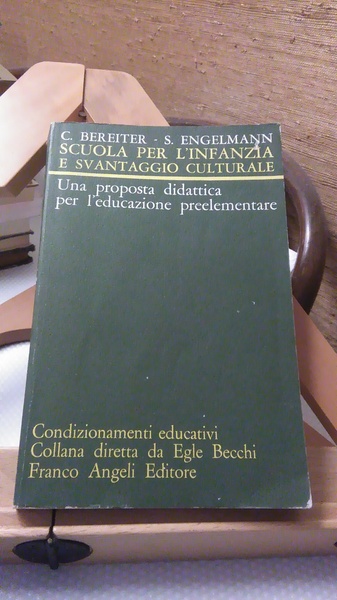 C. BEREITER - S. ENGELMANN
SCUOLA PER L'INFANZIA
E SVANTAGGIO CULTURALE
Una proposta didattica
per l'educazione preelementare
Condizionamenti educativi
Collana diretta da Egle Becchi
Franco Angeli Editore